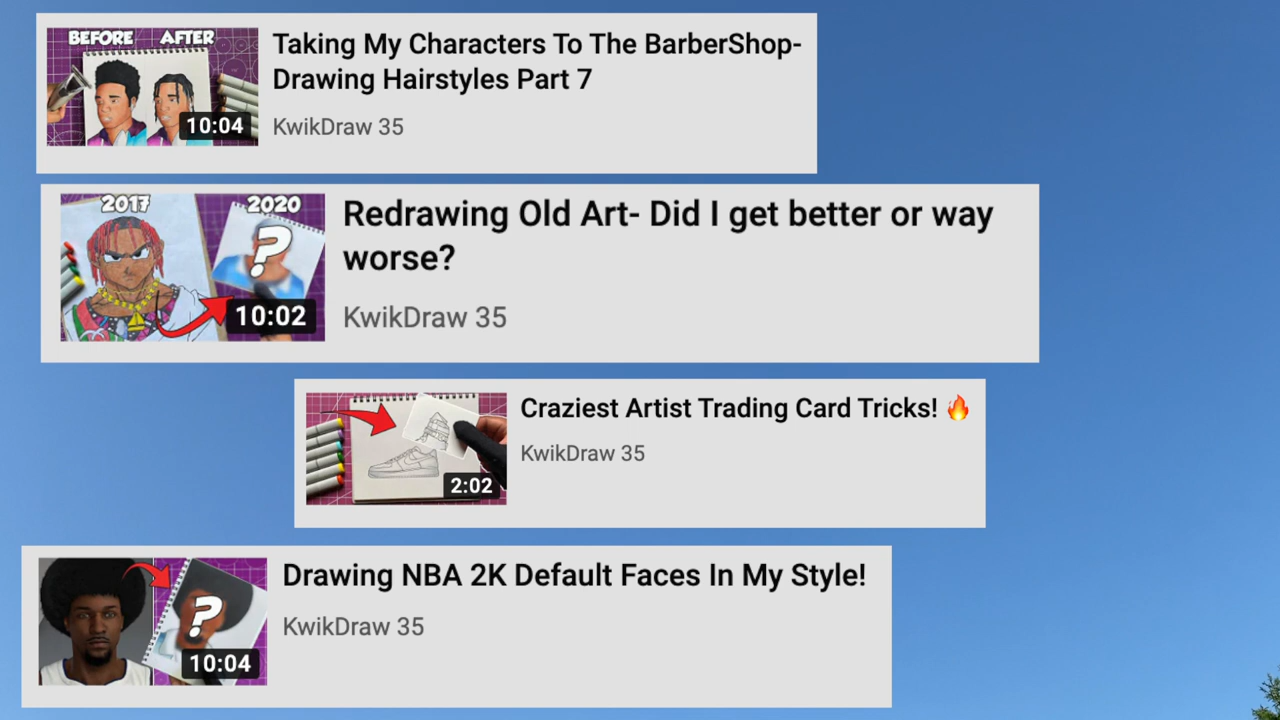 BEFORE AFTER
10:04
Taking My Characters To The BarberShop-
Drawing Hairstyles Part 7
KwikDraw 35
2017 2020
?
10:02
Redrawing Old Art- Did I get better or way
worse?
KwikDraw 35
2:02
Craziest Artist Trading Card Tricks! 🔥
KwikDraw 35
?
10:04
Drawing NBA 2K Default Faces In My Style!
KwikDraw 35